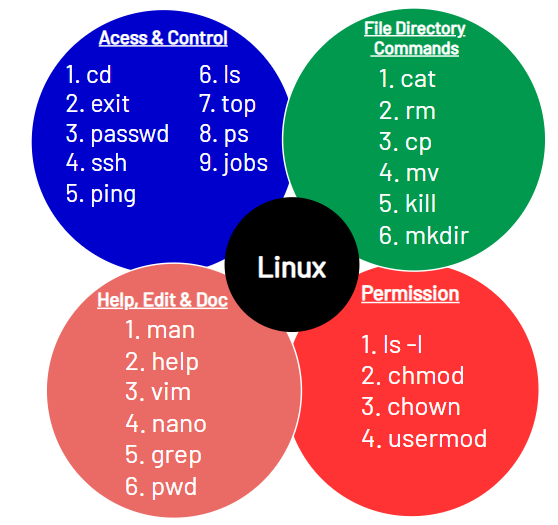 Acess & Control
1. cd
2. exit
3. passwd
4. ssh
5. ping
6. ls
7. top
8. ps
9. jobs
File Directory
Commands
1. cat
2. rm
3. cp
4. mv
5. kill
6. mkdir
Linux
Help, Edit & Doc
1. man
2. help
3. vim
4. nano
5. grep
6. pwd
Permission
1. ls -l
2. chmod
3. chown
4. usermod